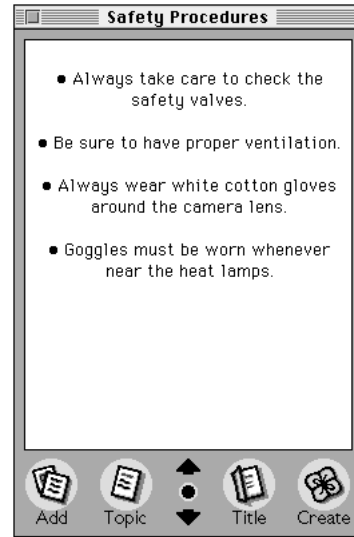 Safety Procedures
• Always take care to check the
safety valves.
• Be sure to have proper ventilation.
• Always wear white cotton gloves
around the camera lens.
• Goggles must be worn whenever
near the heat lamps.
Add Topic Title Create